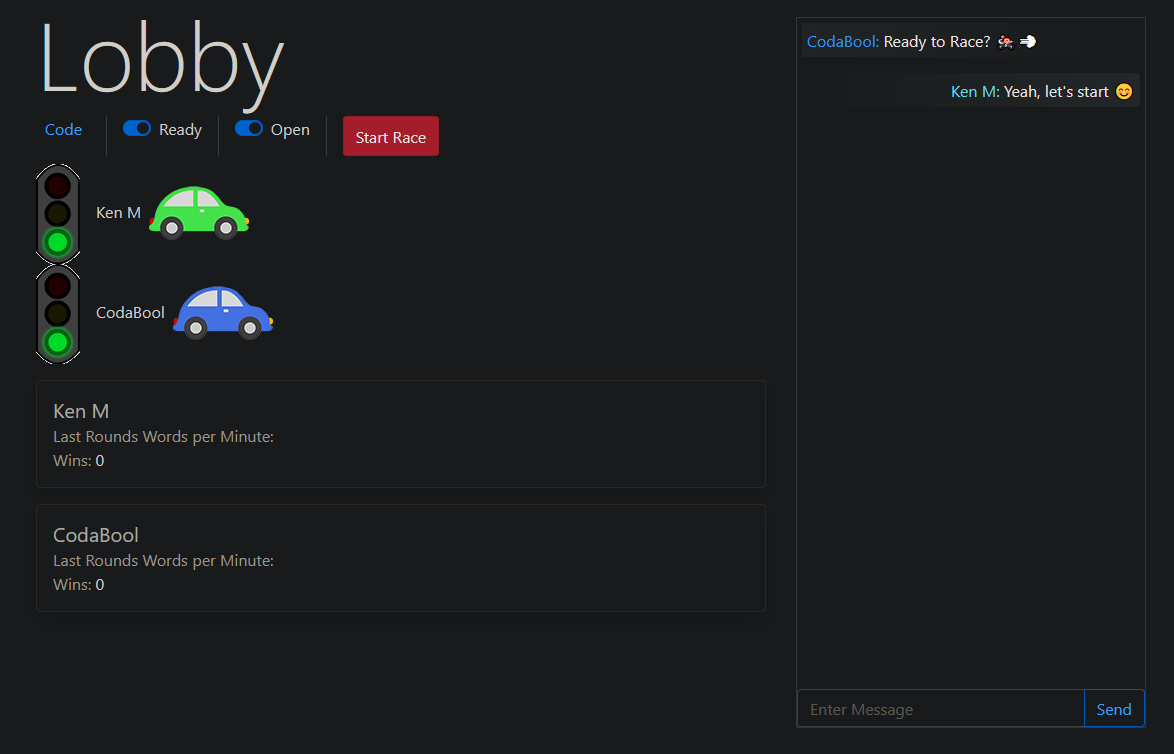 Lobby
Code Ready Open Start Race
Ken M
CodaBool
Ken M
Last Rounds Words per Minute:
Wins: 0
CodaBool
Last Rounds Words per Minute:
Wins: 0
CodaBool: Ready to Race? 🏇 💨
Ken M: Yeah, let's start 😊
Enter Message Send